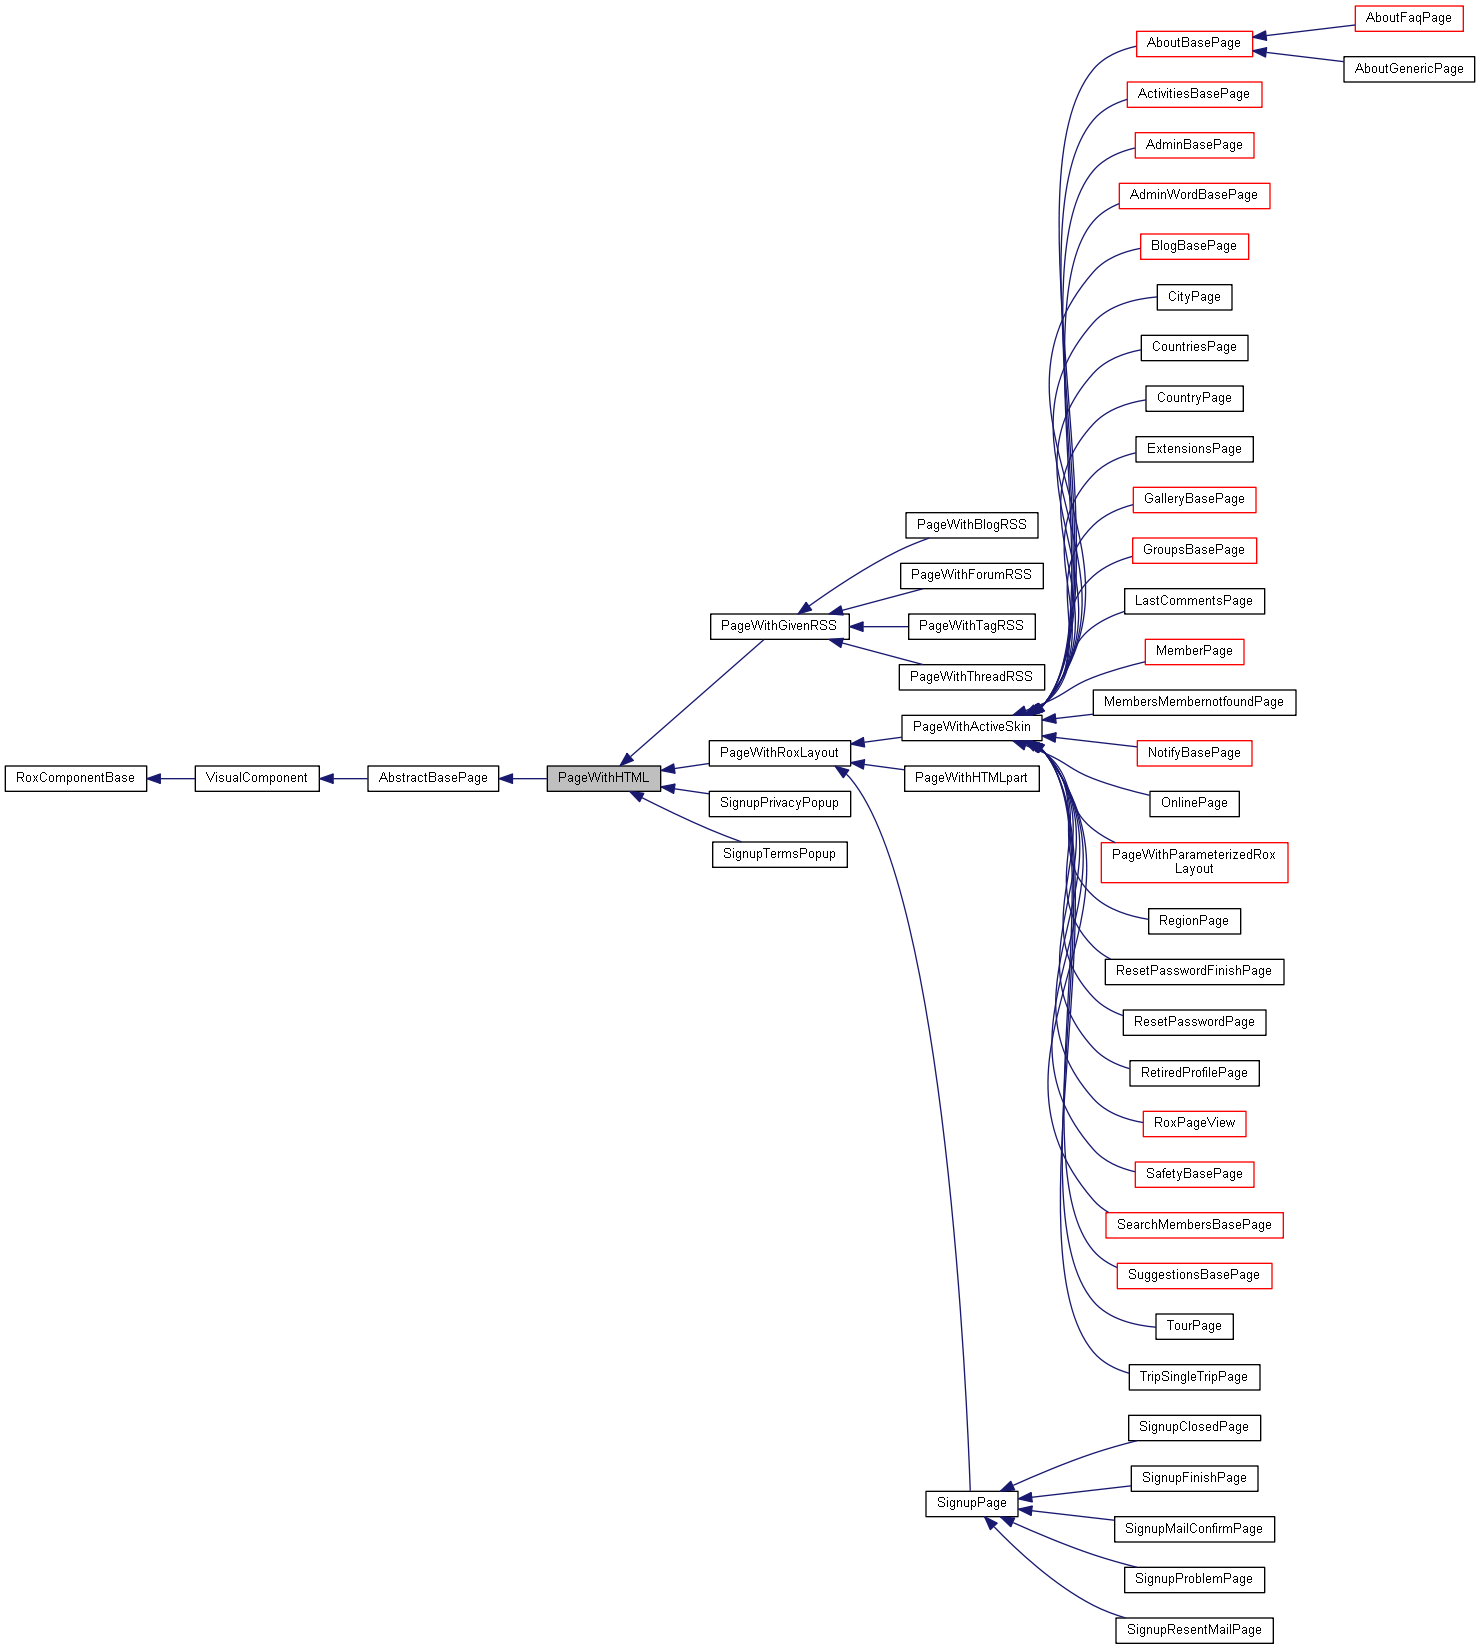 AboutFaqPage
AboutBasePage
AboutGenericPage
ActivitiesBasePage
AdminBasePage
AdminWordBasePage
BlogBasePage
CityPage
CountriesPage
CountryPage
ExtensionsPage
GalleryBasePage
PageWithBlogRSS
GroupsBasePage
PageWithForumRSS
LastCommentsPage
PageWithGivenRSS
PageWithTagRSS
MemberPage
PageWithThreadRSS
MembersMembernotfoundPage
PageWithActiveSkin
PageWithRoxLayout
NotifyBasePage
RoxComponentBase
VisualComponent
AbstractBasePage
PageWithHTML
PageWithHTMLpart
SignupPrivacyPopup
OnlinePage
SignupTermsPopup
PageWithParameterizedRox
Layout
RegionPage
ResetPasswordFinishPage
ResetPasswordPage
RetiredProfilePage
RoxPageView
SafetyBasePage
SearchMembersBasePage
SuggestionsBasePage
TourPage
TripSingleTripPage
SignupClosedPage
SignupFinishPage
SignupPage
SignupMailConfirmPage
SignupProblemPage
SignupResentMailPage